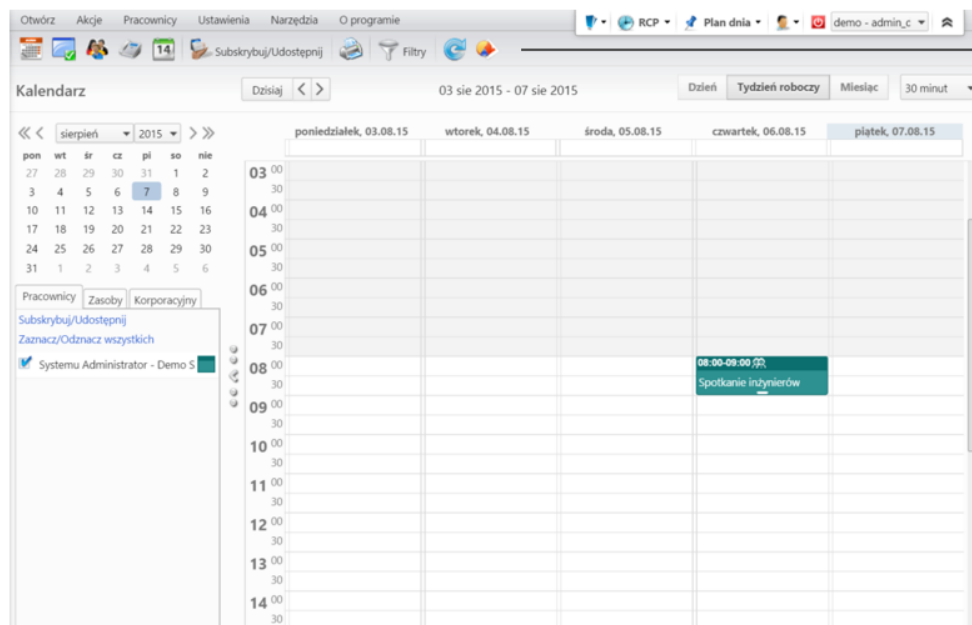 Otwórz Akcje Pracownicy Ustawienia Narzędzia O programie RCP Plan dnia demo - admin_c
14 Subskrybuj/Udostępnij Filtry
Kalendarz Dzisiaj 03 sie 2015 - 07 sie 2015 Dzień Tydzień roboczy Miesiąc 30 minut
sierpień 2015
pon wt śr cz pi so nie
27 28 29 30 31 1 2
3 4 5 6 7 8 9
10 11 12 13 14 15 16
17 18 19 20 21 22 23
24 25 26 27 28 29 30
31 1 2 3 4 5 6
Pracownicy Zasoby Korporacyjny
Subskrybuj/Udostępnij
Zaznacz/Odznacz wszystkich
Systemu Administrator - Demo S
poniedziałek, 03.08.15 wtorek, 04.08.15 środa, 05.08.15 czwartek, 06.08.15 piątek, 07.08.15
03 00
30
04 00
30
05 00
30
06 00
30
07 00
30
08 00
30
09 00
30
10 00
30
11 00
30
12 00
30
13 00
30
14 00
30
08:00-09:00
Spotkanie inżynierów